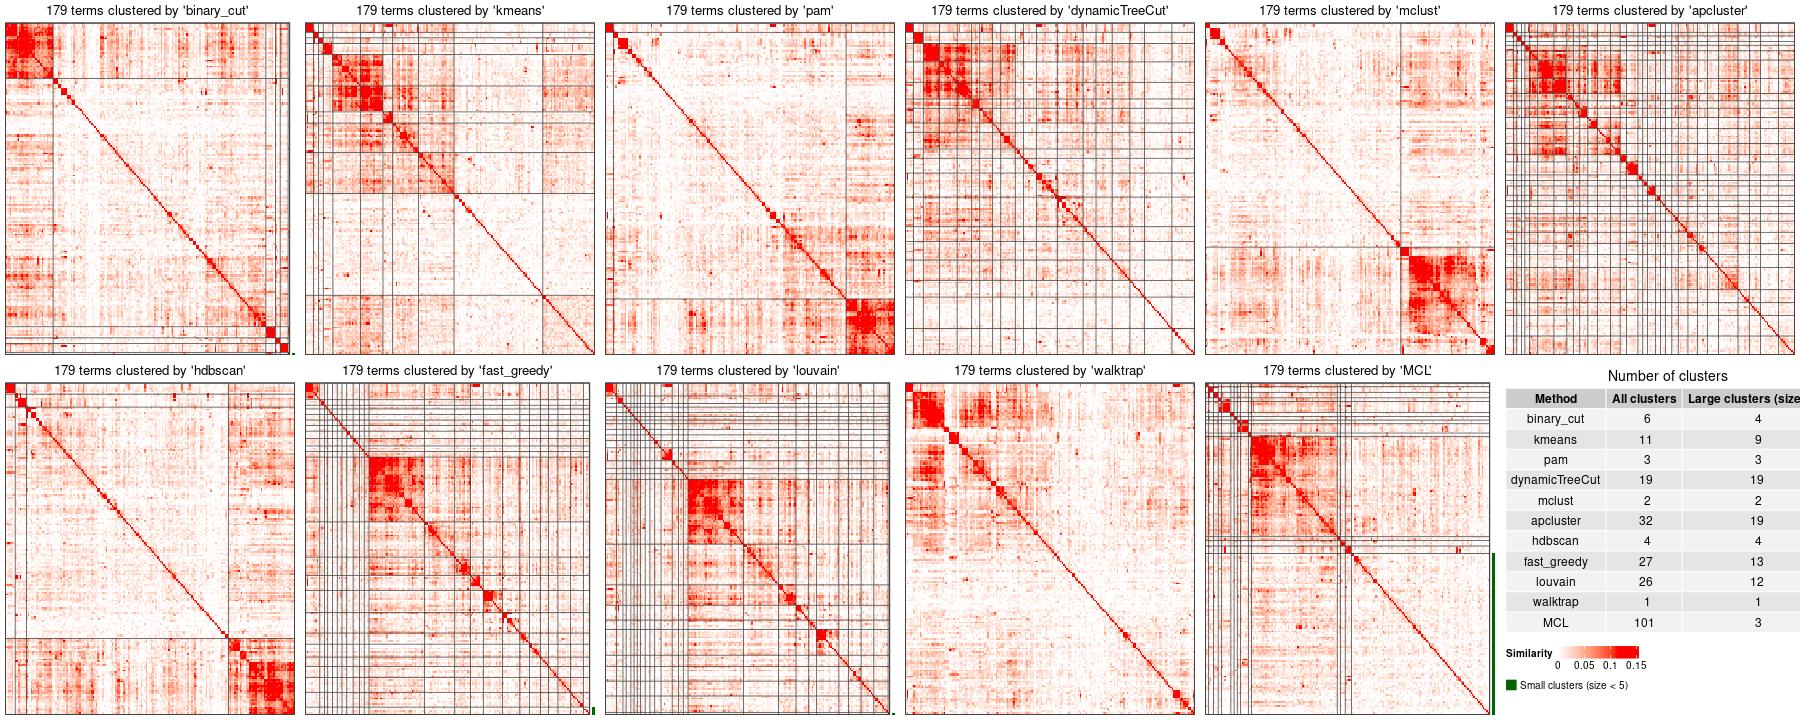 179 terms clustered by 'binary_cut'
179 terms clustered by 'kmeans'
179 terms clustered by 'pam'
179 terms clustered by 'dynamicTreeCut'
179 terms clustered by 'mclust'
179 terms clustered by 'apcluster'
179 terms clustered by 'hdbscan'
179 terms clustered by 'fast_greedy'
179 terms clustered by 'louvain'
179 terms clustered by 'walktrap'
179 terms clustered by 'MCL'
Number of clusters
Method All clusters Large clusters (size
binary_cut 6 4
kmeans 11 9
pam 3 3
dynamicTreeCut 19 19
mclust 2 2
apcluster 32 19
hdbscan 4 4
fast_greedy 27 13
louvain 26 12
walktrap 1 1
MCL 101 3
Similarity
0 0.05 0.1 0.15
Small clusters (size < 5)